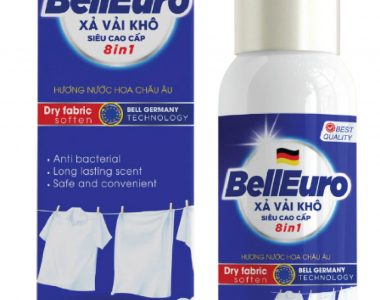 BellEuro
XẢ VẢI KHÔ
SIÊU CAO CẤP
8in1
HƯƠNG NƯỚC HOA CHÂU ÂU
Dry fabric
soften
BELL GERMANY
TECHNOLOGY
• Anti bacterial
• Long lasting scent
• Safe and convenient
BEST
QUALITY
BellEuro
XẢ VẢI KHÔ
SIÊU CAO CẤP
8in1
HƯƠNG NƯỚC HOA CHÂU ÂU
Dry fabric
soften
BELL GERMANY
TECHNOLOGY